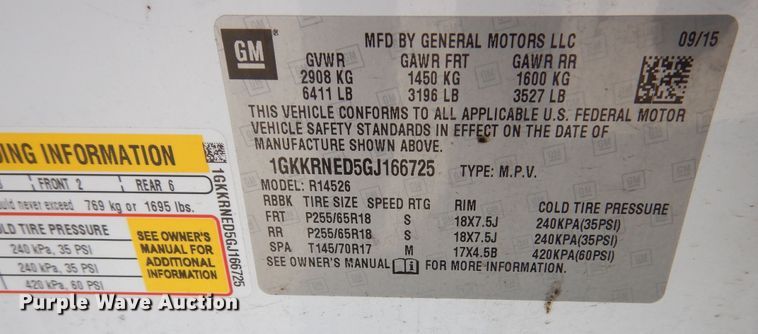 GM
MFD BY GENERAL MOTORS LLC 09/15
GVWR GAWR FRT GAWR RR
2908 KG 1450 KG 1600 KG
6411 LB 3196 LB 3527 LB
THIS VEHICLE CONFORMS TO ALL APPLICABLE U.S. FEDERAL MOTOR
VEHICLE SAFETY STANDARDS IN EFFECT ON THE DATE OF
MANUFACTURE SHOWN ABOVE.
1GKKRNED5GJ166725 TYPE: M.P.V.
MODEL: R14526
RBBK TIRE SIZE SPEED RTG RIM COLD TIRE PRESSURE
FRT P255/65R18 S 18X7.5J 240KPA(35PSI)
RR P255/65R18 S 18X7.5J 240KPA(35PSI)
SPA T145/70R17 M 17X4.5B 420KPA(60PSI)
SEE OWNER'S MANUAL FOR MORE INFORMATION
INFORMATION
FRONT 2 REAR 6
never exceed 769 kg or 1695 lbs.
TIRE PRESSURE
240 kPa, 35 PSI
240 kPa, 35 PSI
420 kPa, 60 PSI
SEE OWNER'S
MANUAL FOR
ADDITIONAL
INFORMATION
1GKKRNED5GJ166725
Purple Wave Auction